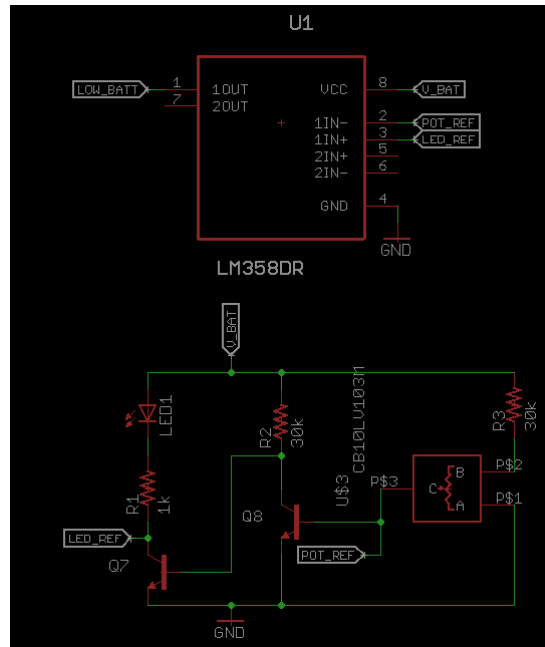 U1
LOW_BATT 1 1OUT VCC 8 V_BAT
7 2OUT
1IN- 2 POT_REF
1IN+ 3 LED_REF
2IN+ 5
2IN- 6
GND 4
GND
LM358DR
V_BAT
LED1
R2
30k
CB10LV103M
U$3
R3
30k
R1
1k
P$3
C
B
A
P$2
P$1
LED_REF
Q7
Q8
POT_REF
GND